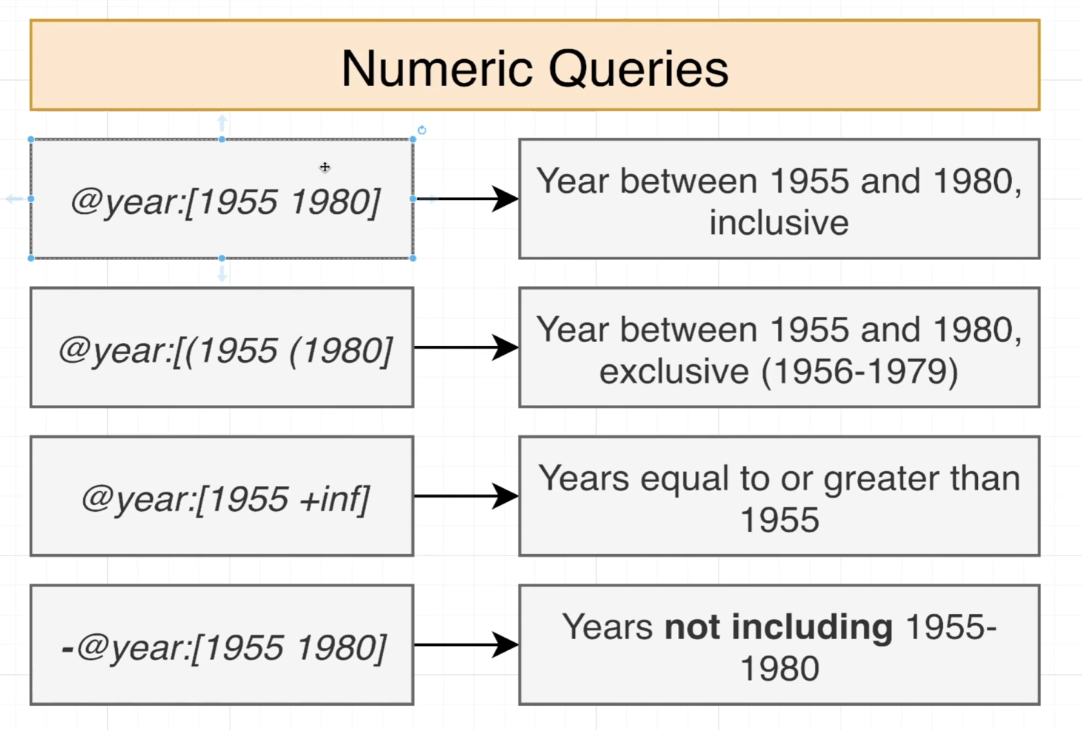 Numeric Queries
@year:[1955 1980]
Year between 1955 and 1980,
inclusive
@year:[(1955 (1980]
Year between 1955 and 1980,
exclusive (1956-1979)
@year:[1955 +inf]
Years equal to or greater than
1955
-@year:[1955 1980]
Years not including 1955-
1980